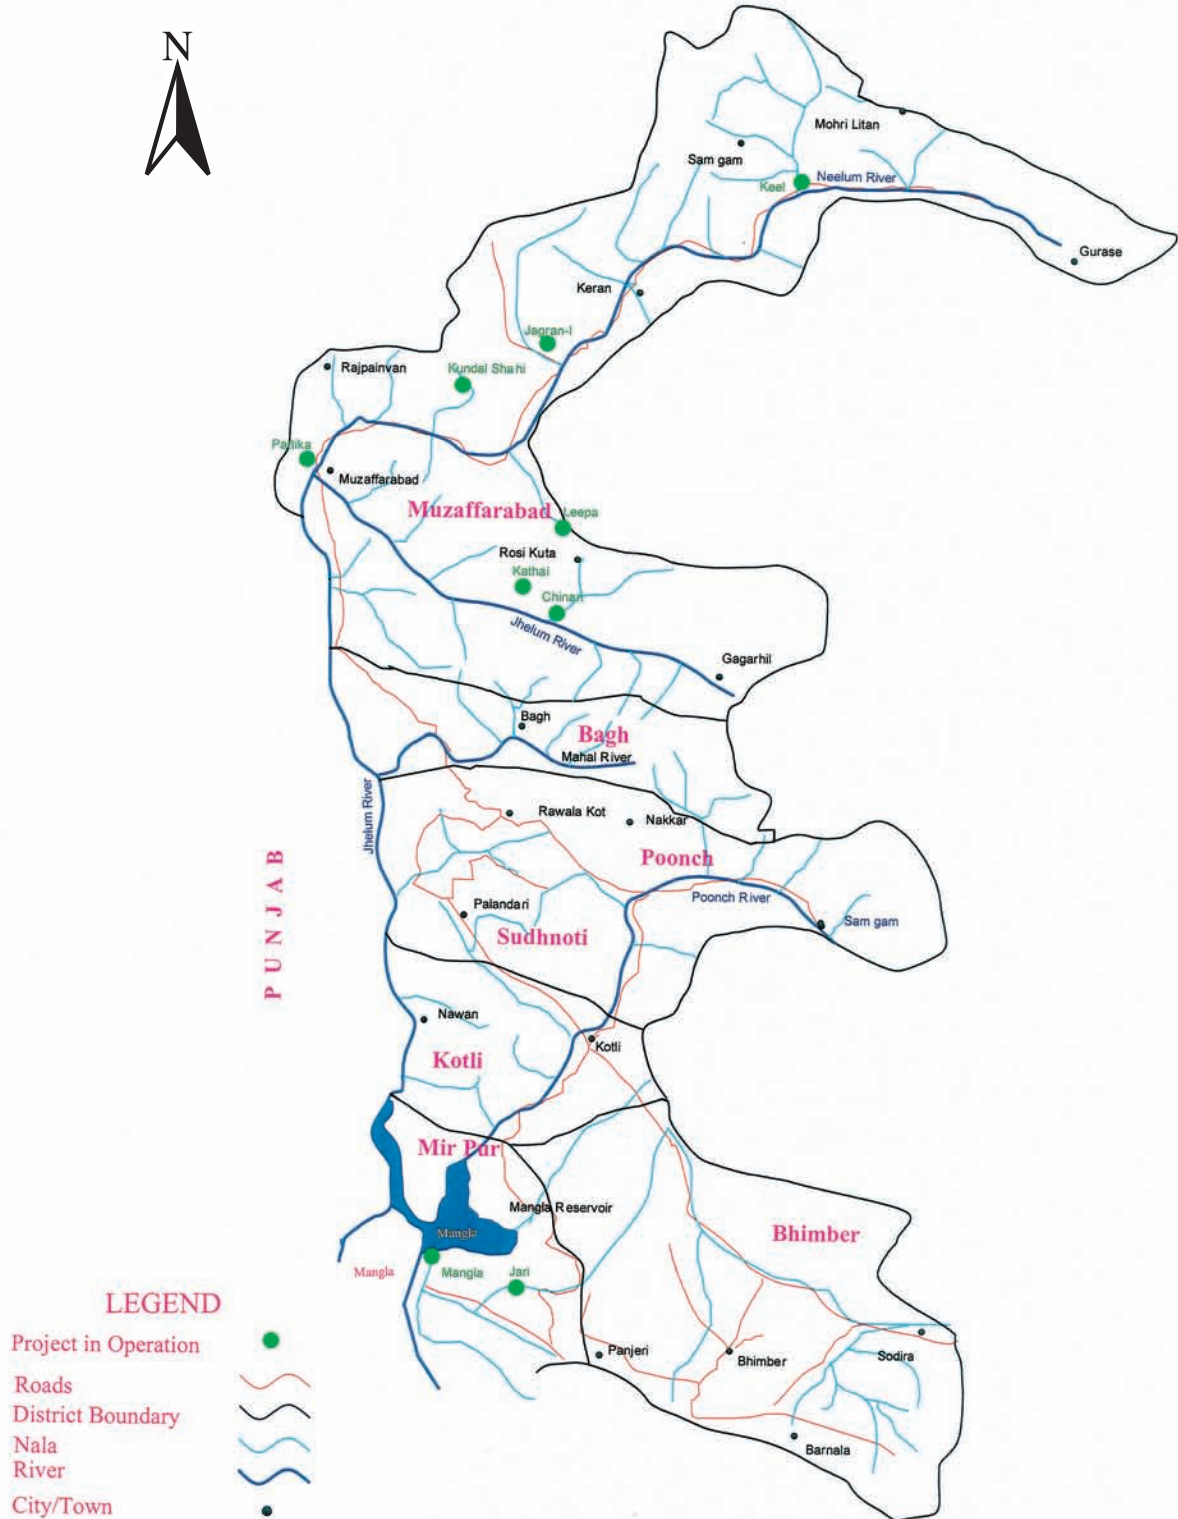 N
Mohri Litan
Sam gam
Keel
Neelum River
Gurase
Keran
Jagran-I
Rajpainvan
Kundal Shahi
Pattika
Muzaffarabad
Muzaffarabad
Leepa
Rosi Kuta
Kathai
Chinari
Jhelum River
Gagarhil
Bagh
Bagh
Mahal River
Jhelum River
Rawala Kot
Nakkar
Poonch
Poonch River
PUNJAB
Palandari
Sam gam
Sudhnoti
Nawan
Kotli
Kotli
Mir Pur
Mangla Reservoir
Mangla
Bhimber
Mangla
Mangla
Jari
LEGEND
Project in Operation
Roads
District Boundary
Nala
River
City/Town
Panjeri
Bhimber
Sodira
Barnala